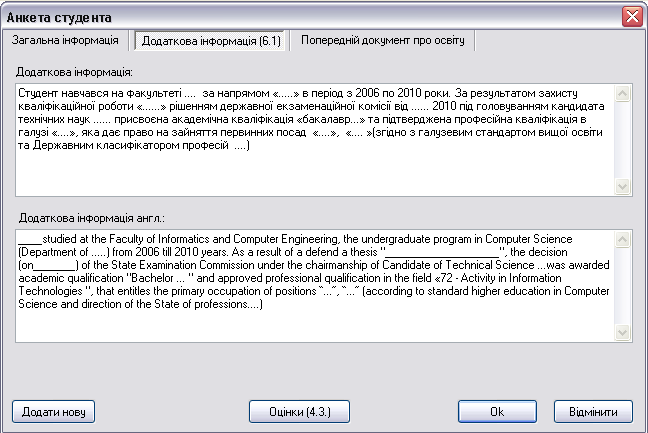 Анкета студента
Загальна інформація Додаткова інформація (6.1) Попередній документ про освіту
Додаткова інформація:
Студент навчався на факультеті .... за напрямом «.....» в період з 2006 по 2010 роки. За результатом захисту
кваліфікаційної роботи «......» рішенням державної екзаменаційної комісії від ...... 2010 під головуванням кандидата
технічних наук ...... присвоєна академічна кваліфікація «бакалавр...» та підтверджена професійна кваліфікація в
галузі «....», яка дає право на зайняття первинних посад «....», «.... »(згідно з галузевим стандартом вищої освіти
та Державним класифікатором професій ....)
Додаткова інформація англ.:
____studied at the Faculty of Informatics and Computer Engineering, the undergraduate program in Computer Science
(Department of .....) from 2006 till 2010 years. As a result of a defend a thesis "____________________", the decision
(on_______) of the State Examination Commission under the chairmanship of Candidate of Technical Science ...was awarded
academic qualification "Bachelor ... " and approved professional qualification in the field «72 - Activity in Information
Technologies ", that entitles the primary occupation of positions “...”, “...” (according to standard higher education in Computer
Science and direction of the State of professions....)
Додати нову Оцінки (4.3.) Ok Відмінити